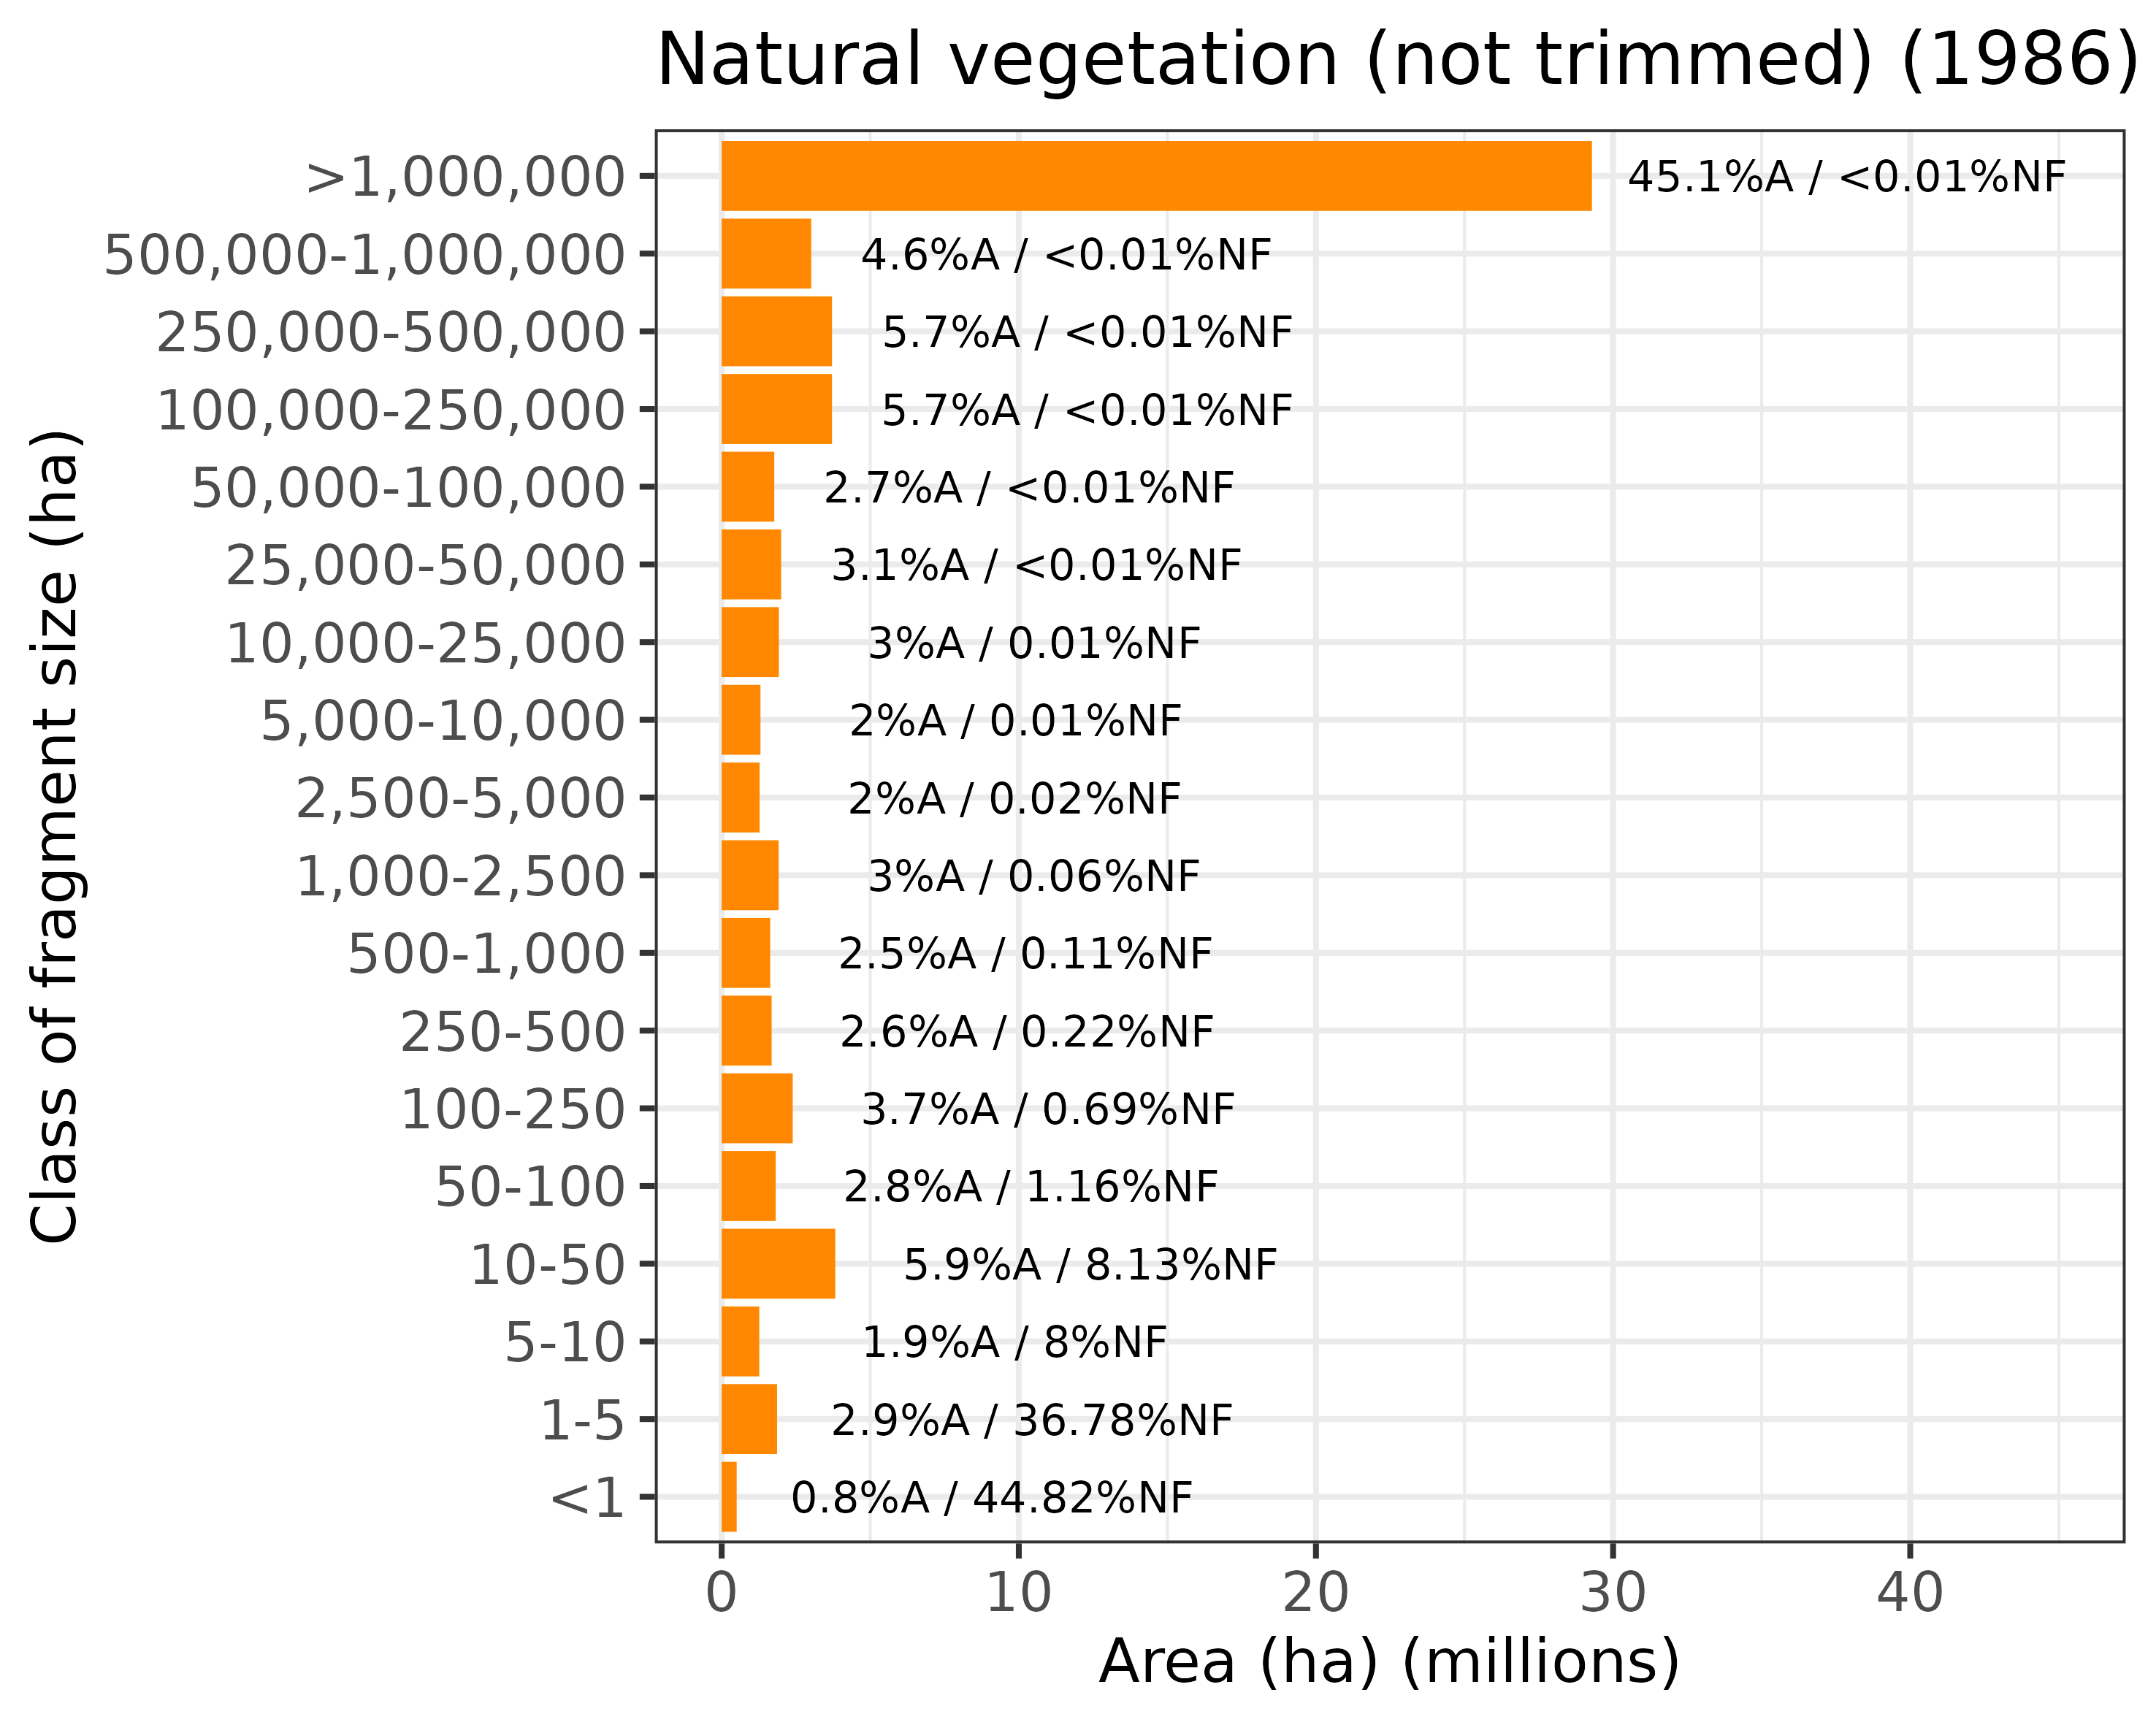 Natural vegetation (not trimmed) (1986)
Class of fragment size (ha)
>1,000,000 45.1%A / <0.01%NF
500,000-1,000,000 4.6%A / <0.01%NF
250,000-500,000 5.7%A / <0.01%NF
100,000-250,000 5.7%A / <0.01%NF
50,000-100,000 2.7%A / <0.01%NF
25,000-50,000 3.1%A / <0.01%NF
10,000-25,000 3%A / 0.01%NF
5,000-10,000 2%A / 0.01%NF
2,500-5,000 2%A / 0.02%NF
1,000-2,500 3%A / 0.06%NF
500-1,000 2.5%A / 0.11%NF
250-500 2.6%A / 0.22%NF
100-250 3.7%A / 0.69%NF
50-100 2.8%A / 1.16%NF
10-50 5.9%A / 8.13%NF
5-10 1.9%A / 8%NF
1-5 2.9%A / 36.78%NF
<1 0.8%A / 44.82%NF
0 10 20 30 40
Area (ha) (millions)